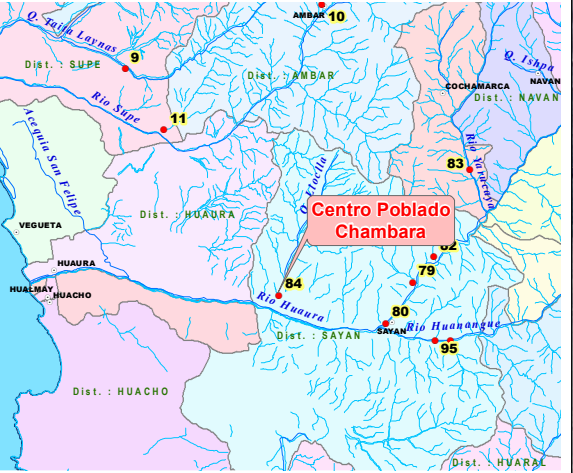 AMBAR 10
Q. Taita Laynas
9
Dist. : SUPE
Dist. : AMBAR
Q. Ishpa
NAVAN
COCHAMARCA
Dist. : NAVAN
Rio Supe
11
Acequia San Felipe
Rio Yarucaya
83
Q. Lloclla
Centro Poblado
Chambara
Dist. : HUAURA
VEGUETA
82
HUAURA
79
84
HUALMAY
HUACHO
Rio Huaura
80
Rio Huanangue
SAYAN
Dist. : SAYAN
95
Dist. : HUACHO
Dist. : HUARAL